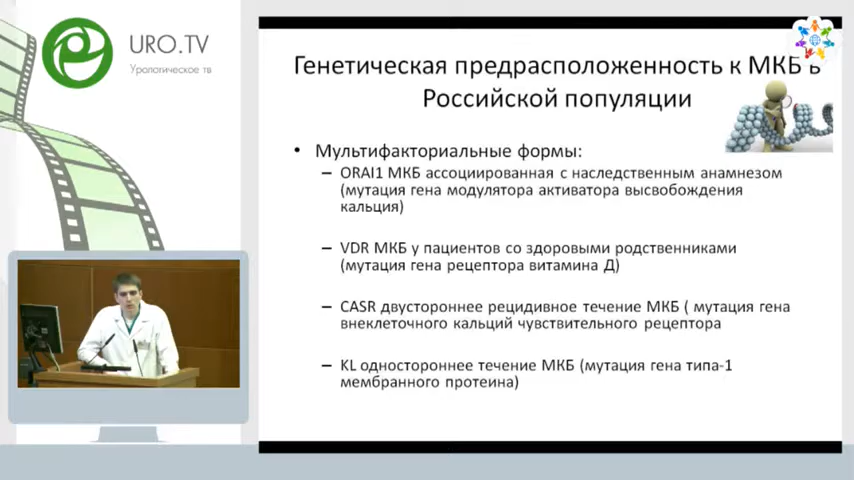 URO.TV
Урологическое тв
Генетическая предрасположенность к МКБ в
Российской популяции
• Мультифакториальные формы:
– ORAI1 МКБ ассоциированная с наследственным анамнезом
(мутация гена модулятора активатора высвобождения
кальция)
– VDR МКБ у пациентов со здоровыми родственниками
(мутация гена рецептора витамина Д)
– CASR двустороннее рецидивное течение МКБ ( мутация гена
внеклеточного кальций чувствительного рецептора
– KL одностороннее течение МКБ (мутация гена типа-1
мембранного протеина)